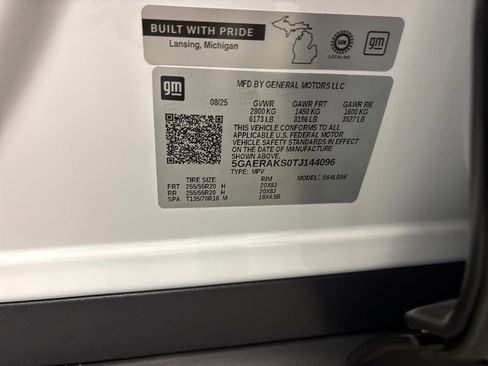 BUILT WITH PRIDE
Lansing, Michigan
UAW
LOCAL 602
gm
gm
MFD BY GENERAL MOTORS LLC
08/25 GVWR GAWR FRT GAWR RR
2800 KG 1450 KG 1600 KG
6173 LB 3196 LB 3527 LB
THIS VEHICLE CONFORMS TO ALL
APPLICABLE U.S. FEDERAL MOTOR
VEHICLE SAFETY STANDARDS IN EFFECT
ON THE DATE OF MANUFACTURE
SHOWN ABOVE.
5GAERAKS0TJ144096
TYPE: MPV
TIRE SIZE RIM MODEL:
FRT 255/55R20 H 20X8J
RR 255/55R20 H 20X8J
SPA T135/70R18 M 18X4.5B